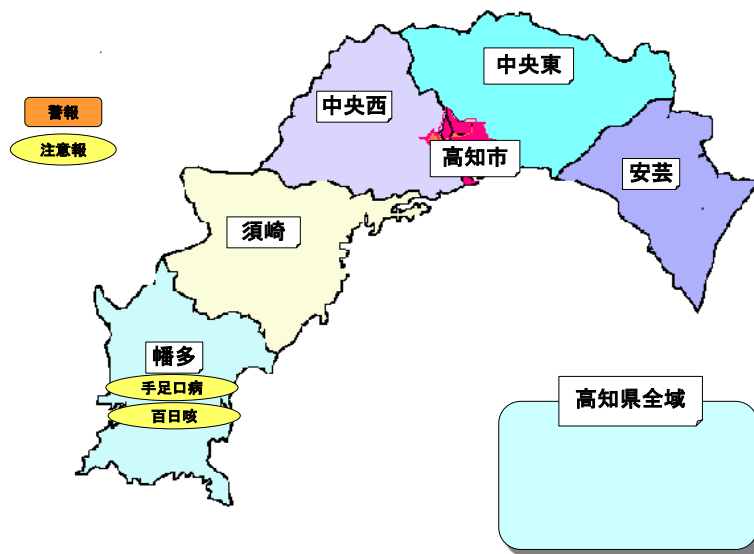 警報
注意報
中央東
中央西
高知市
安芸
須崎
幡多
手足口病
百日咳
高知県全域